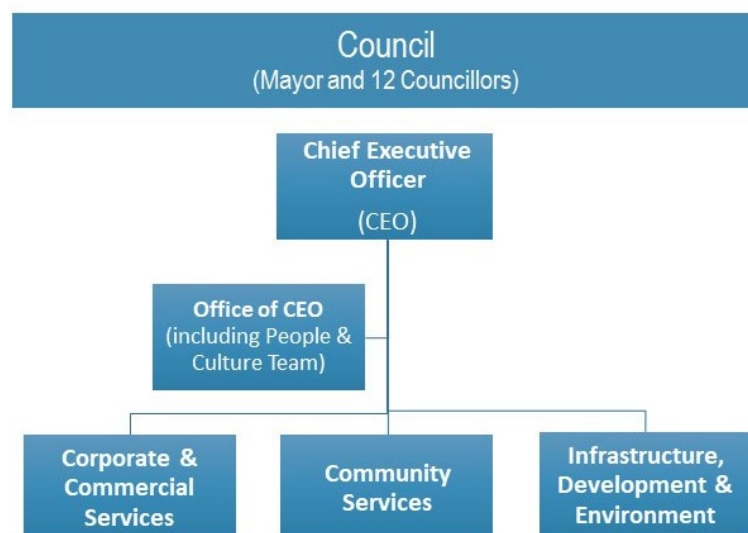 Council
(Mayor and 12 Councillors)
Chief Executive
Officer
(CEO)
Office of CEO
(including People &
Culture Team)
Corporate &
Commercial
Services
Community
Services
Infrastructure,
Development &
Environment